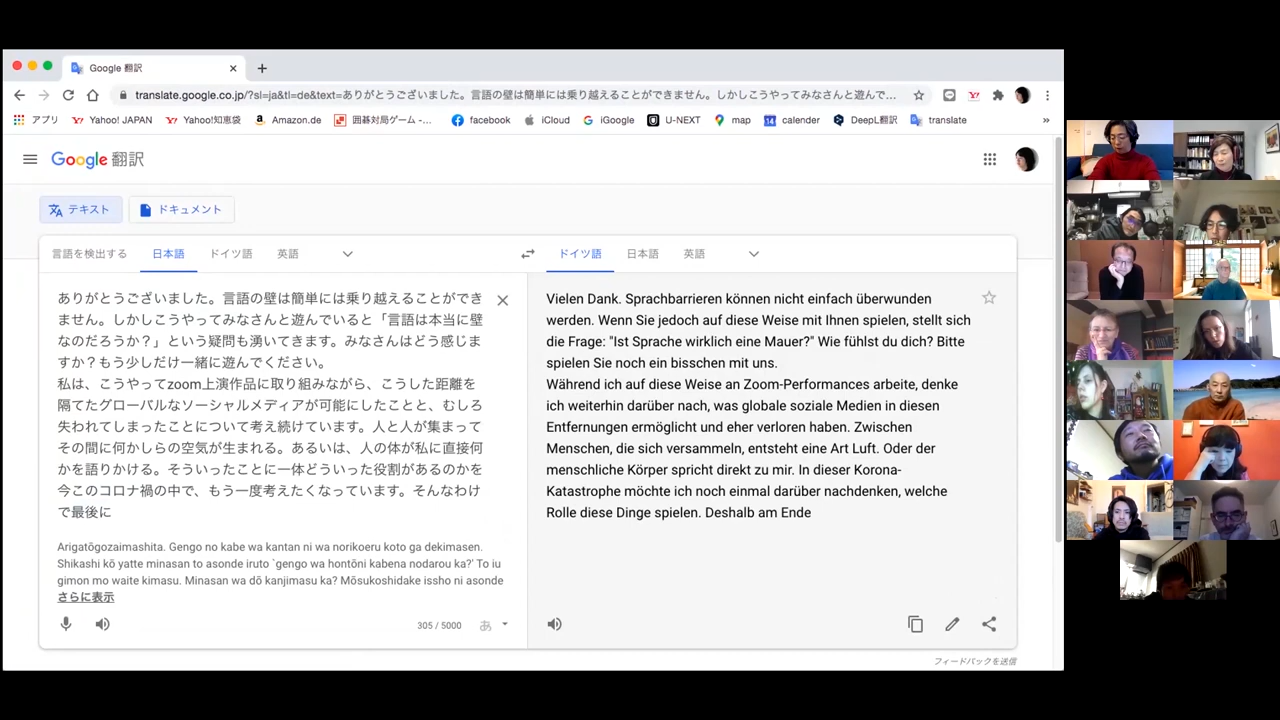 Google 翻訳
translate.google.co.jp/?sl=ja&tl=de&text=ありがとうございました。言語の壁は簡単には乗り越えることができません。しかしこうやってみなさんと遊んで...
アプリ
Yahoo! JAPAN
Yahoo!知恵袋
Amazon.de
囲碁対局ゲーム -...
facebook
iCloud
iGoogle
U-NEXT
map
calender
DeepL翻訳
translate
»
Google 翻訳
テキスト
ドキュメント
言語を検出する
日本語
ドイツ語
英語
ドイツ語
日本語
英語
ありがとうございました。言語の壁は簡単には乗り越えることができ
ません。しかしこうやってみなさんと遊んでいると「言語は本当に壁
なのだろうか？」という疑問も湧いてきます。みなさんはどう感じま
すか？もう少しだけ一緒に遊んでください。
私は、こうやってzoom上演作品に取り組みながら、こうした距離を
隔てたグローバルなソーシャルメディアが可能にしたことと、むしろ
失われてしまったことについて考え続けています。人と人が集まって
その間に何かしらの空気が生まれる。あるいは、人の体が私に直接何
かを語りかける。そういったことに一体どういった役割があるのかを
今このコロナ禍の中で、もう一度考えたくなっています。そんなわけ
で最後に
Arigatōgozaimashita. Gengo no kabe wa kantan ni wa norikoeru koto ga dekimasen.
Shikashi kō yatte minasan to asonde iruto `gengo wa hontōni kabena nodarou ka?' To iu
gimon mo waite kimasu. Minasan wa dō kanjimasu ka? Mōsukoshidake issho ni asonde
さらに表示
305 / 5000
あ
Vielen Dank. Sprachbarrieren können nicht einfach überwunden
werden. Wenn Sie jedoch auf diese Weise mit Ihnen spielen, stellt sich
die Frage: "Ist Sprache wirklich eine Mauer?" Wie fühlst du dich? Bitte
spielen Sie noch ein bisschen mit uns.
Während ich auf diese Weise an Zoom-Performances arbeite, denke
ich weiterhin darüber nach, was globale soziale Medien in diesen
Entfernungen ermöglicht und eher verloren haben. Zwischen
Menschen, die sich versammeln, entsteht eine Art Luft. Oder der
menschliche Körper spricht direkt zu mir. In dieser Korona-
Katastrophe möchte ich noch einmal darüber nachdenken, welche
Rolle diese Dinge spielen. Deshalb am Ende
フィードバックを送信